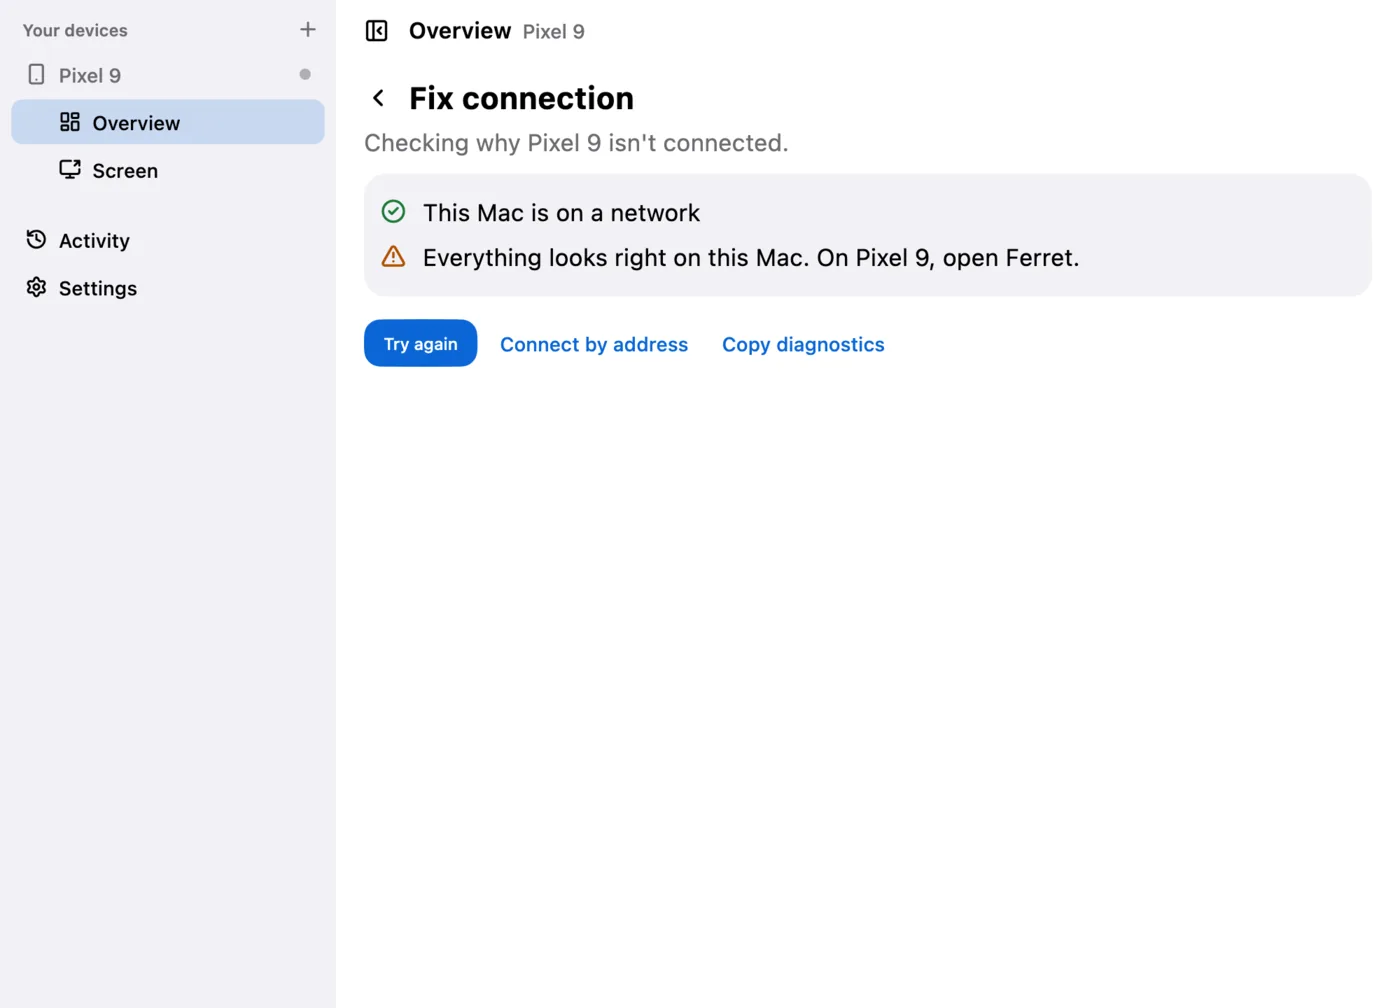 Your devices
Pixel 9
Overview
Screen
Activity
Settings
Overview Pixel 9
Fix connection
Checking why Pixel 9 isn't connected.
This Mac is on a network
Everything looks right on this Mac. On Pixel 9, open Ferret.
Try again
Connect by address
Copy diagnostics